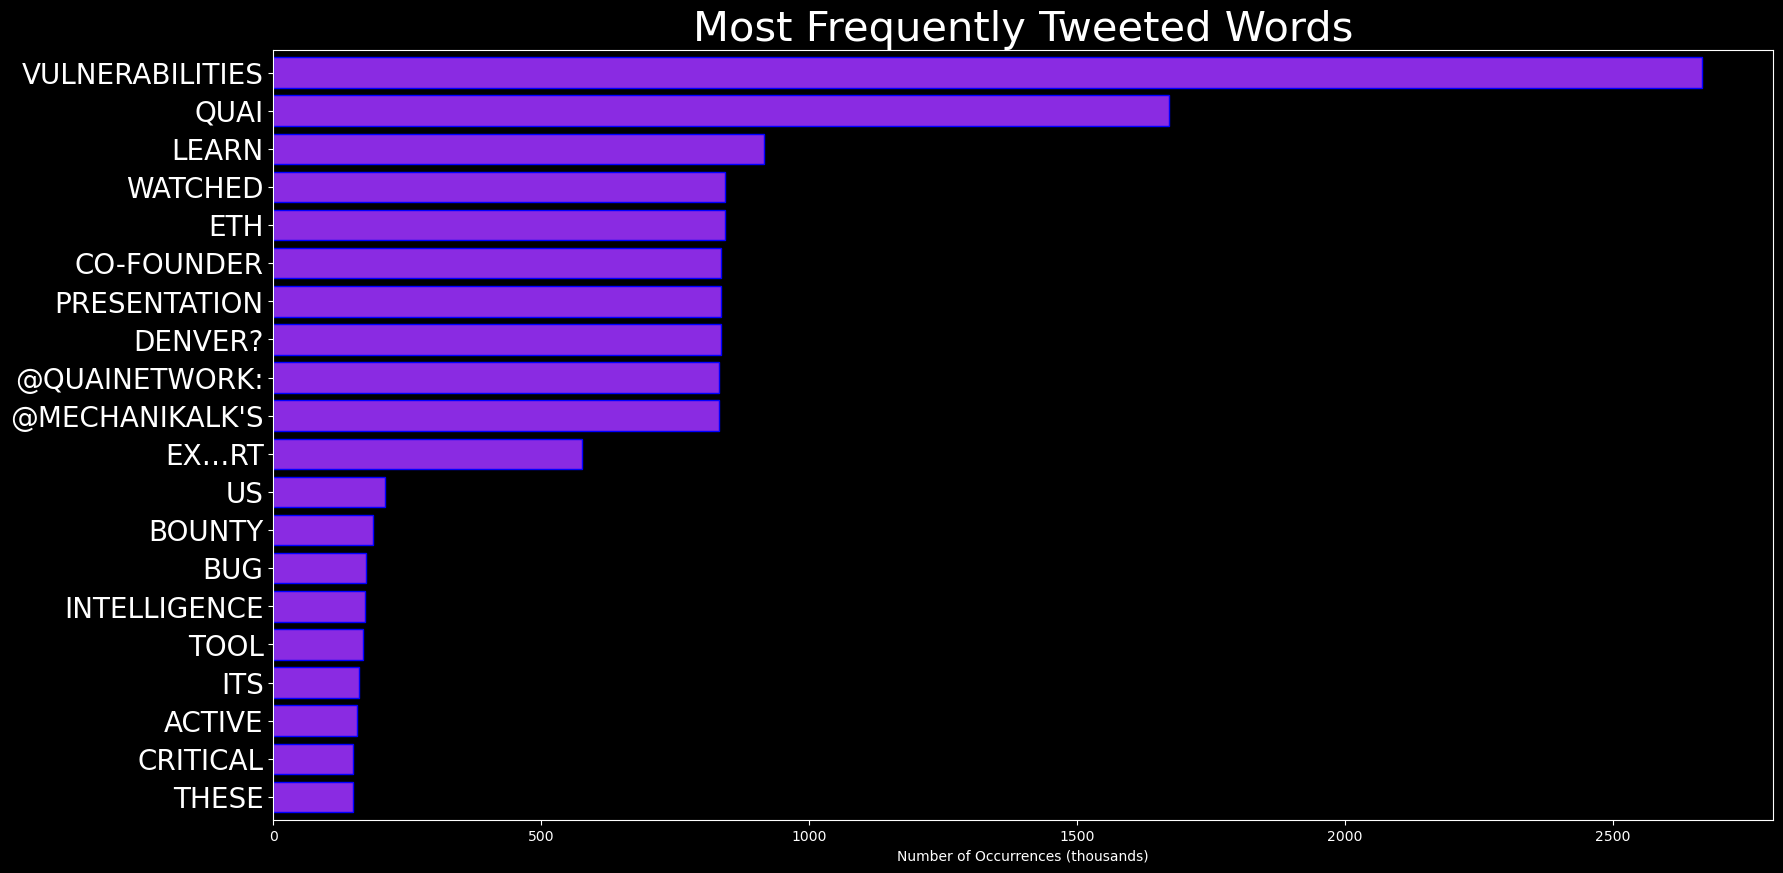 Most Frequently Tweeted Words
VULNERABILITIES
QUAI
LEARN
WATCHED
ETH
CO-FOUNDER
PRESENTATION
DENVER?
@QUAINETWORK:
@MECHANIKALK'S
EX...RT
US
BOUNTY
BUG
INTELLIGENCE
TOOL
ITS
ACTIVE
CRITICAL
THESE
0 500 1000 1500 2000 2500
Number of Occurrences (thousands)